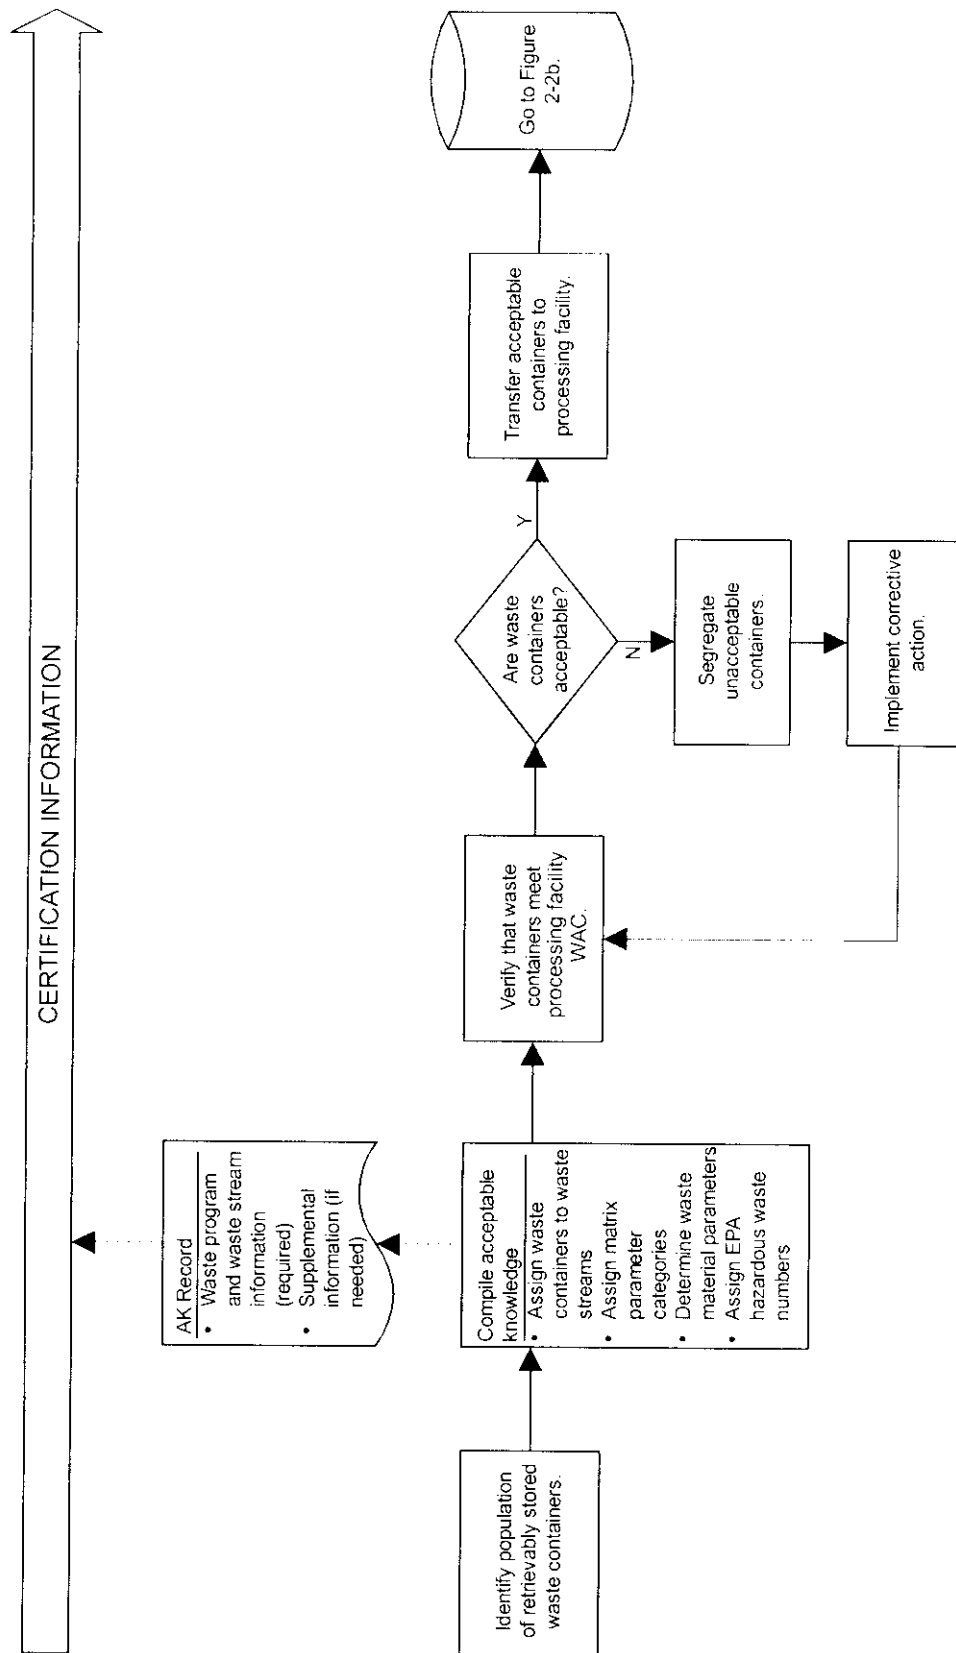 CERTIFICATION INFORMATION
AK Record
• Waste program
and waste stream
information
(required)
• Supplemental
information (if
needed)
Identify population
of retrievably stored
waste containers.
Compile acceptable
knowledge
• Assign waste
containers to waste
streams
• Assign matrix
parameter
categories
• Determine waste
material parameters
• Assign EPA
hazardous waste
numbers
Verify that waste
containers meet
processing facility
WAC.
Are waste
containers
acceptable?
Y
N
Transfer acceptable
containers to
processing facility.
Go to Figure
2-2b.
Segregate
unacceptable
containers.
Implement corrective
action.